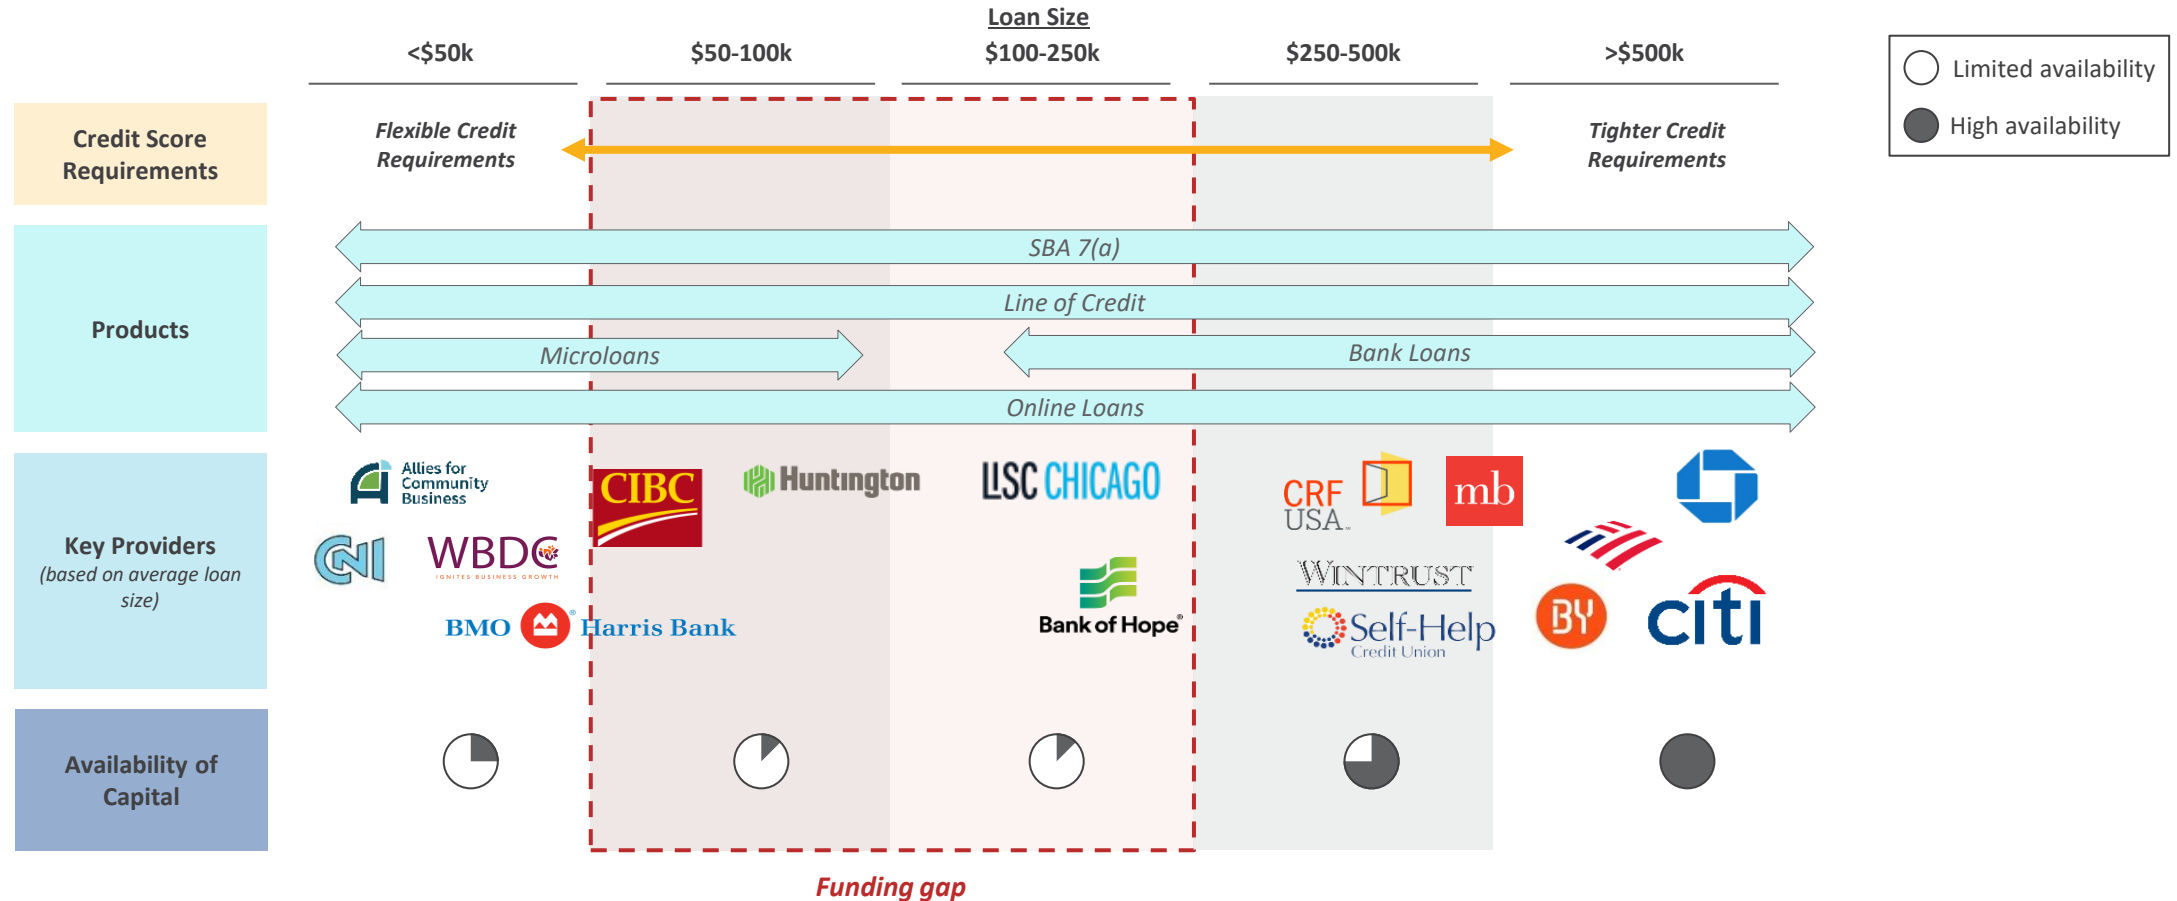 Loan Size
<$50k
$50-100k
$100-250k
$250-500k
>$500k
Limited availability
High availability
Credit Score
Requirements
Flexible Credit
Requirements
Tighter Credit
Requirements
Products
SBA 7(a)
Line of Credit
Microloans
Bank Loans
Online Loans
Key Providers
(based on average loan
size)
Allies for
Community
Business
CNI
WBDC
IGNITES BUSINESS GROWTH
BMO Harris Bank®
CIBC
Huntington
LISC CHICAGO
Bank of Hope®
CRF
USA™
mb
WINTRUST
Self-Help
Credit Union
BY
citi
Availability of
Capital
Funding gap